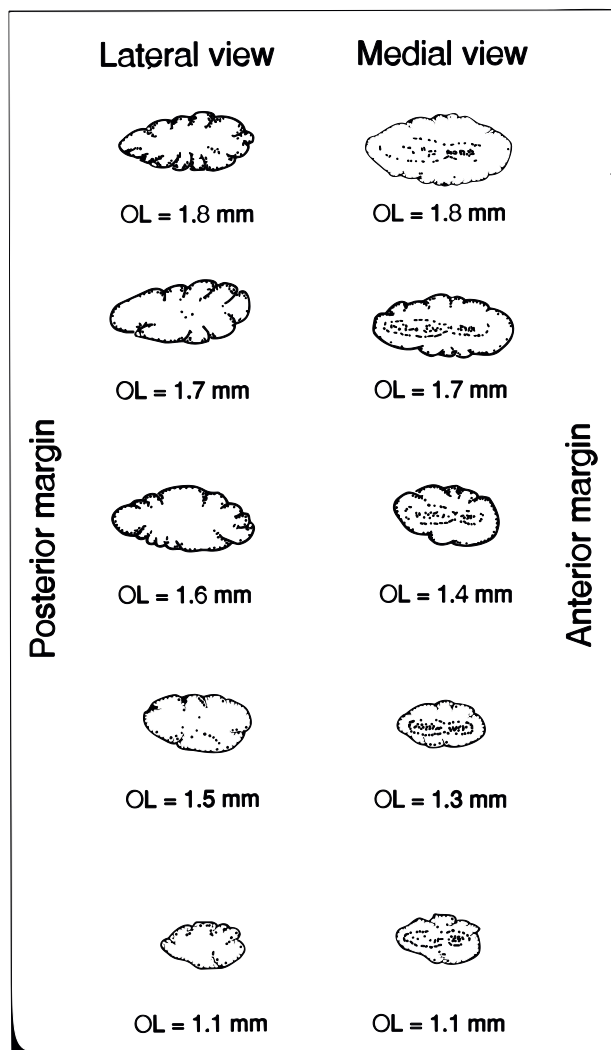 Lateral view
Medial view
OL = 1.8 mm
OL = 1.8 mm
OL = 1.7 mm
OL = 1.7 mm
Posterior margin
Anterior margin
OL = 1.6 mm
OL = 1.4 mm
OL = 1.5 mm
OL = 1.3 mm
OL = 1.1 mm
OL = 1.1 mm